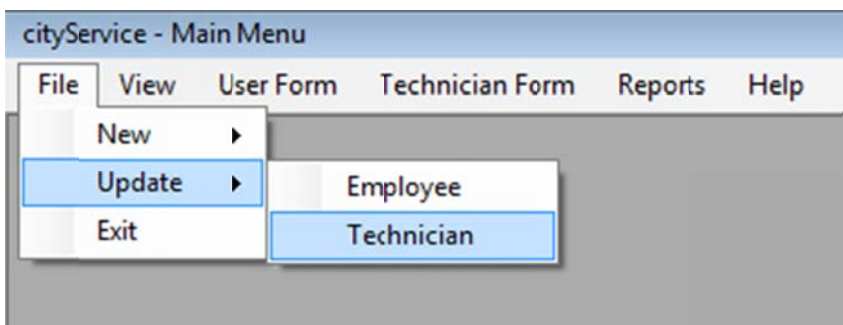 cityService - Main Menu
File View User Form Technician Form Reports Help
New
Update
Employee
Exit
Technician